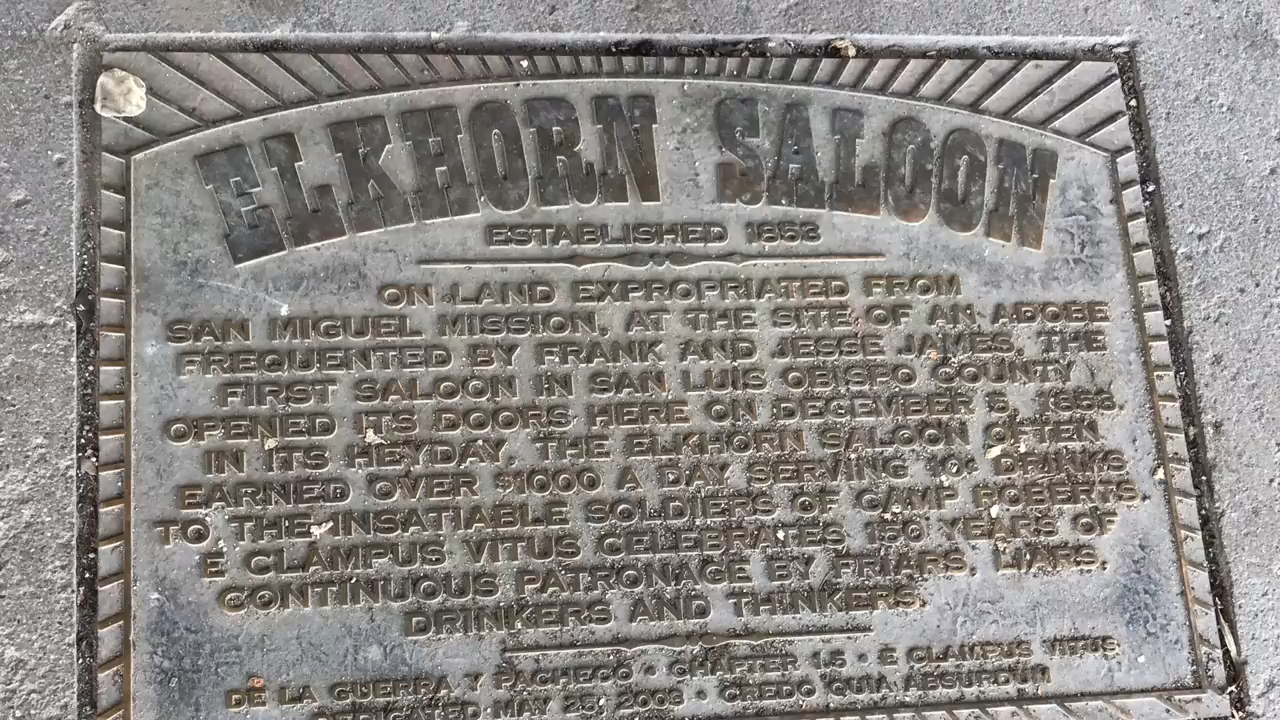 ELKHORN SALOON
ESTABLISHED 1853
ON LAND EXPROPRIATED FROM
SAN MIGUEL MISSION, AT THE SITE OF AN ADOBE
FREQUENTED BY FRANK AND JESSE JAMES, THE
FIRST SALOON IN SAN LUIS OBISPO COUNTY
OPENED ITS DOORS HERE ON DECEMBER 5, 1853.
IN ITS HEYDAY, THE ELKHORN SALOON OFTEN
EARNED OVER $1000 A DAY SERVING 10¢ DRINKS
TO THE INSATIABLE SOLDIERS OF CAMP ROBERTS.
E CLAMPUS VITUS CELEBRATES 150 YEARS OF
CONTINUOUS PATRONAGE BY FRIARS, LIARS,
DRINKERS AND THINKERS.
DE LA GUERRA Y PACHECO • CHAPTER 1.5 • E CLAMPUS VITUS
DEDICATED MAY 25, 2003 • CREDO QUIA ABSURDUM